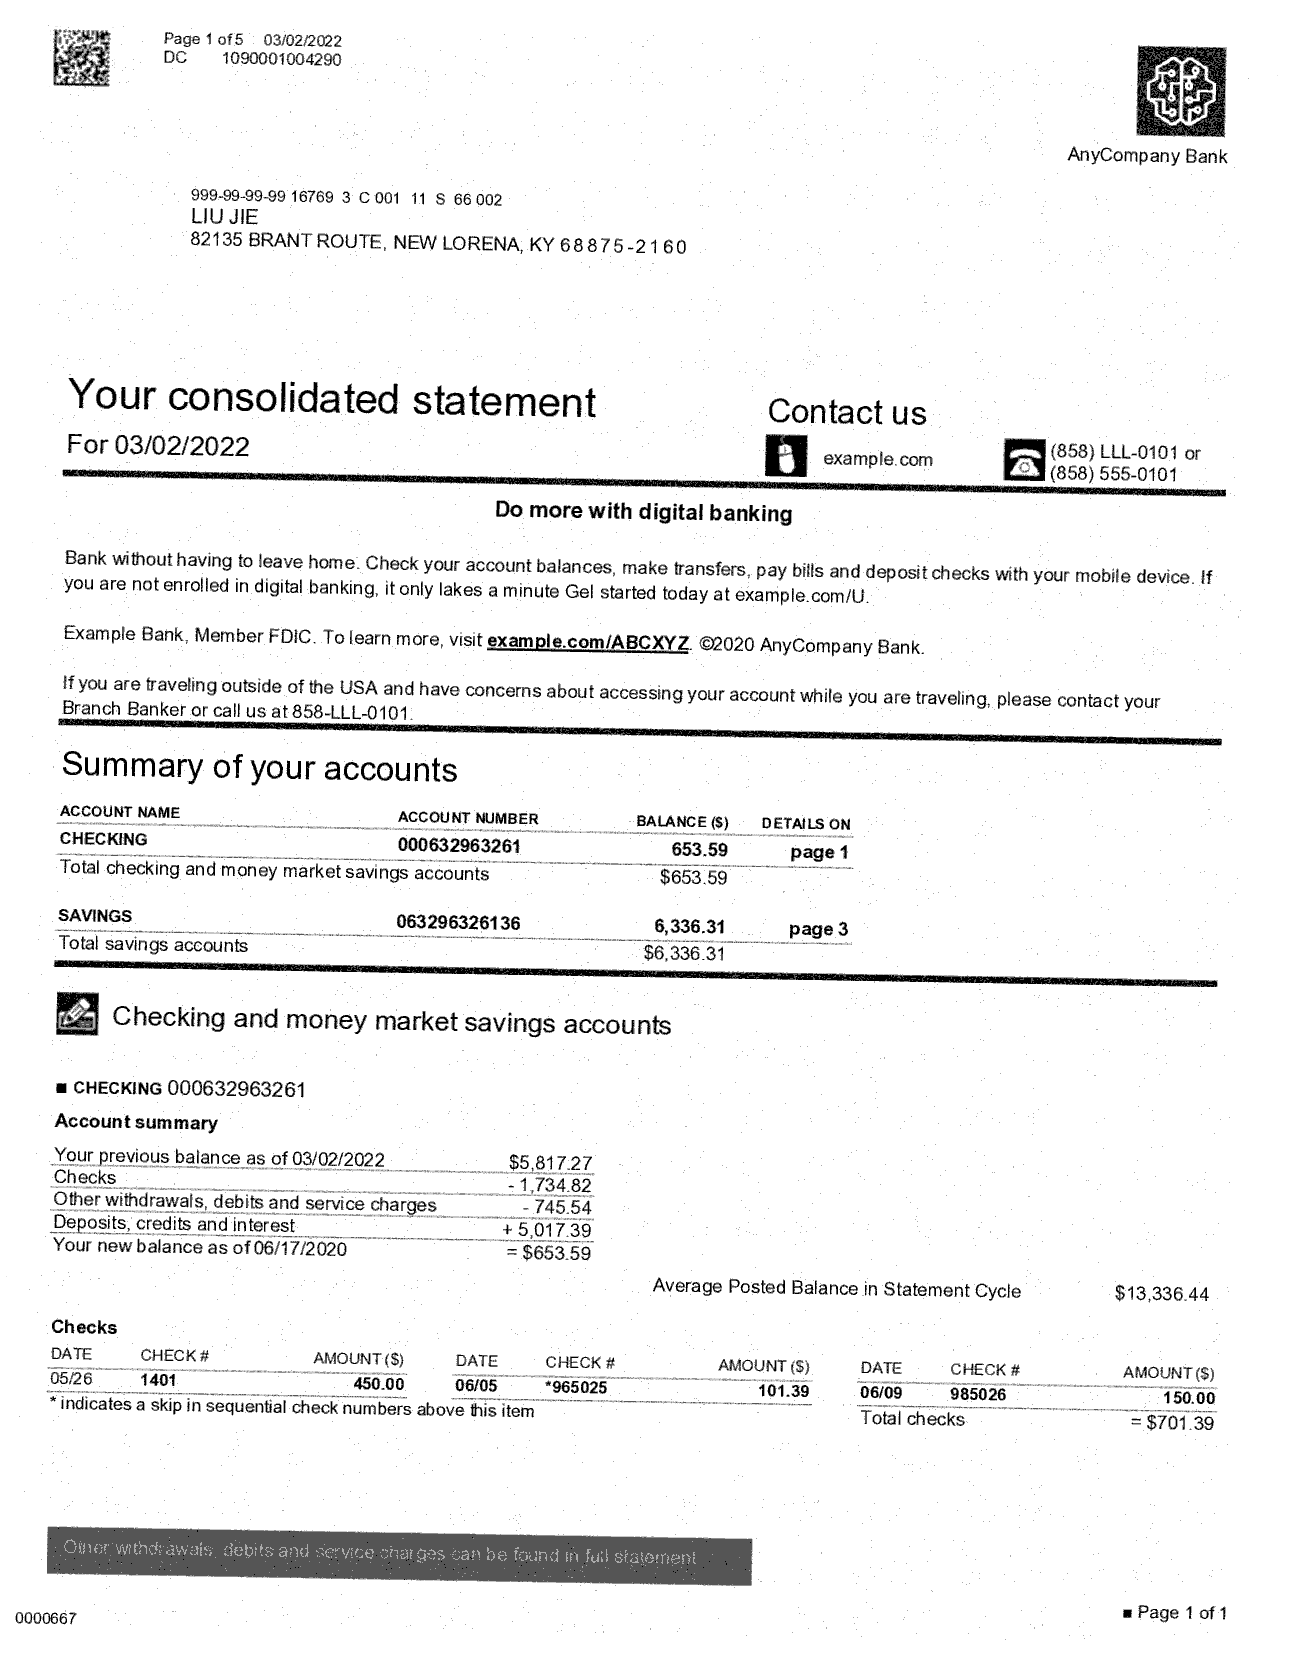 Page 1 of 5 03/02/2022
DC 1090001004290
AnyCompany Bank
999-99-99-99 16769 3 C 001 11 S 66 002
LIU JIE
82135 BRANT ROUTE, NEW LORENA, KY 68875-2160
Your consolidated statement
For 03/02/2022
Contact us
example.com
(858) LLL-0101 or
(858) 555-0101
Do more with digital banking
Bank without having to leave home. Check your account balances, make transfers, pay bills and deposit checks with your mobile device. If
you are not enrolled in digital banking, it only lakes a minute Gel started today at example.com/U.
Example Bank, Member FDIC. To learn more, visit example.com/ABCXYZ. ©2020 AnyCompany Bank.
If you are traveling outside of the USA and have concerns about accessing your account while you are traveling, please contact your
Branch Banker or call us at 858-LLL-0101.
Summary of your accounts
ACCOUNT NAME ACCOUNT NUMBER BALANCE ($) DETAILS ON
CHECKING 000632963261 653.59 page 1
Total checking and money market savings accounts $653.59
SAVINGS 063296326136 6,336.31 page 3
Total savings accounts $6,336.31
Checking and money market savings accounts
■ CHECKING 000632963261
Account summary
Your previous balance as of 03/02/2022 $5,817.27
Checks - 1,734.82
Other withdrawals, debits and service charges - 745.54
Deposits, credits and interest + 5,017.39
Your new balance as of 06/17/2020 = $653.59
Average Posted Balance in Statement Cycle $13,336.44
Checks
DATE CHECK # AMOUNT ($) DATE CHECK # AMOUNT ($) DATE CHECK # AMOUNT ($)
05/26 1401 450.00 06/05 *965025 101.39 06/09 985026 150.00
* indicates a skip in sequential check numbers above this item Total checks = $701.39
Other withdrawals, debits and service charges can be found in full statement
0000667 ■ Page 1 of 1